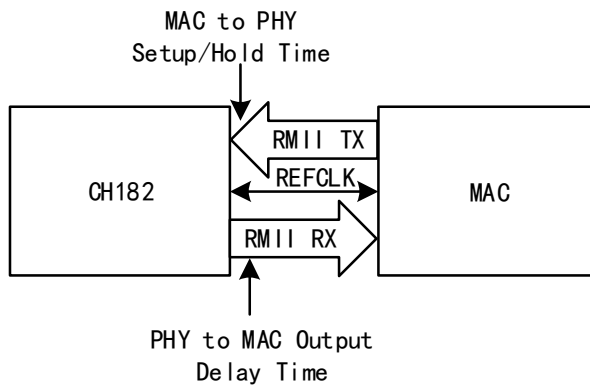 MAC to PHY
Setup/Hold Time
RMII TX
CH182
REFCLK
MAC
RMII RX
PHY to MAC Output
Delay Time